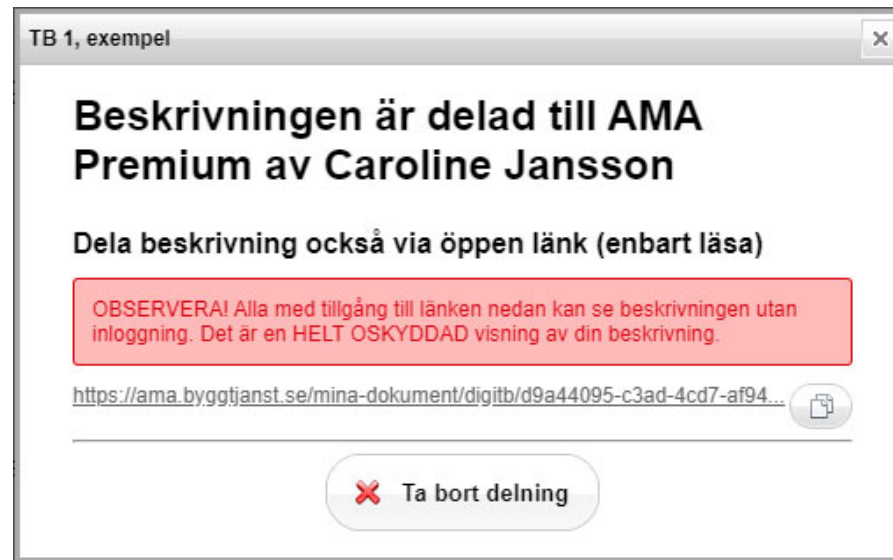 TB 1, exempel
Beskrivningen är delad till AMA
Premium av Caroline Jansson
Dela beskrivning också via öppen länk (enbart läsa)
OBSERVERA! Alla med tillgång till länken nedan kan se beskrivningen utan
inloggning. Det är en HELT OSKYDDAD visning av din beskrivning.
https://ama.byggtjanst.se/mina-dokument/digitb/d9a44095-c3ad-4cd7-af94...
Ta bort delning